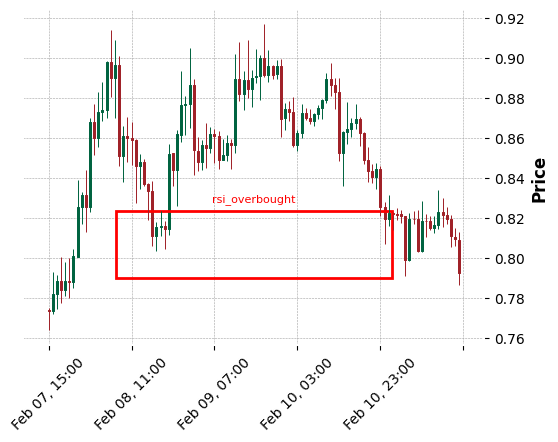 0.92
0.90
0.88
0.86
0.84
0.82
0.80
0.78
0.76
Price
rsi_overbought
Feb 07, 15:00
Feb 08, 11:00
Feb 09, 07:00
Feb 10, 03:00
Feb 10, 23:00